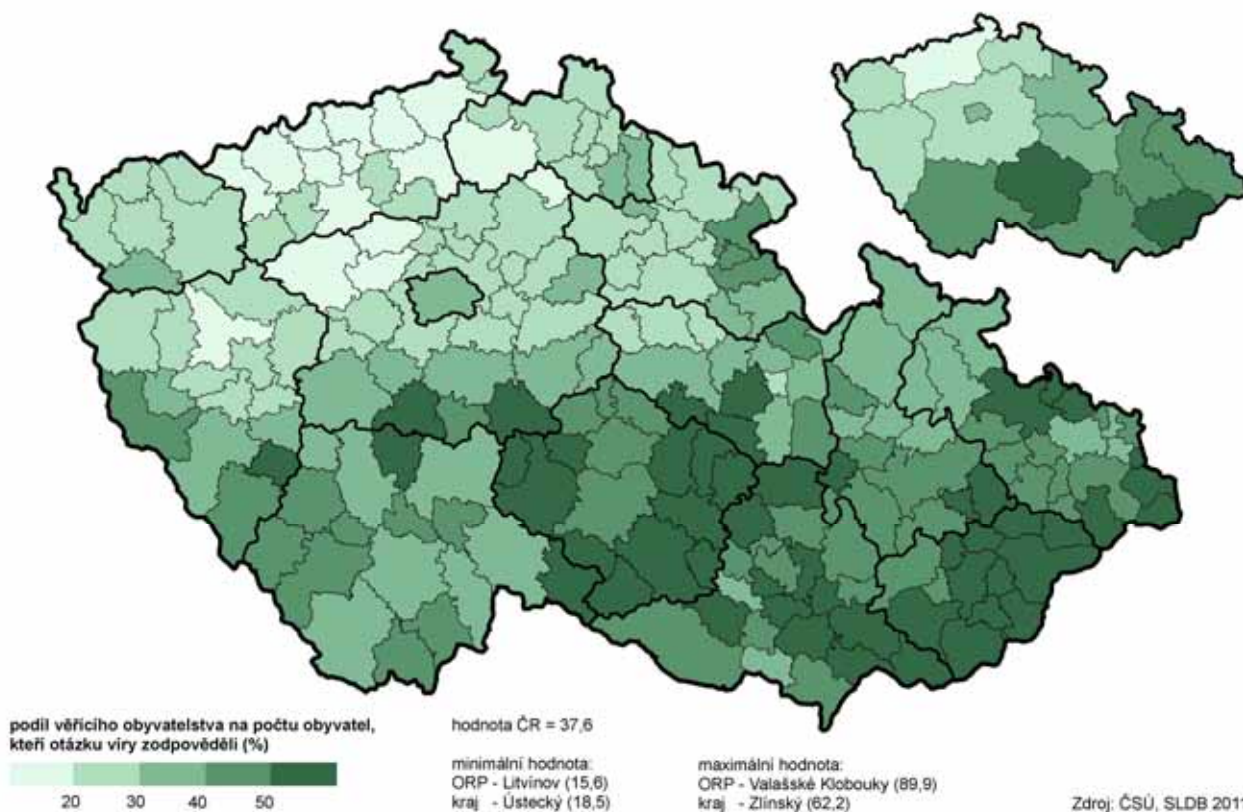 podíl věřícího obyvatelstva na počtu obyvatel,
kteří otázku víry zodpověděli (%)
20 30 40 50
hodnota ČR = 37,6
minimální hodnota:
ORP - Litvínov (15,6)
kraj - Ústecký (18,5)
maximální hodnota:
ORP - Valašské Klobouky (89,9)
kraj - Zlínský (62,2)
Zdroj: ČSÚ, SLDB